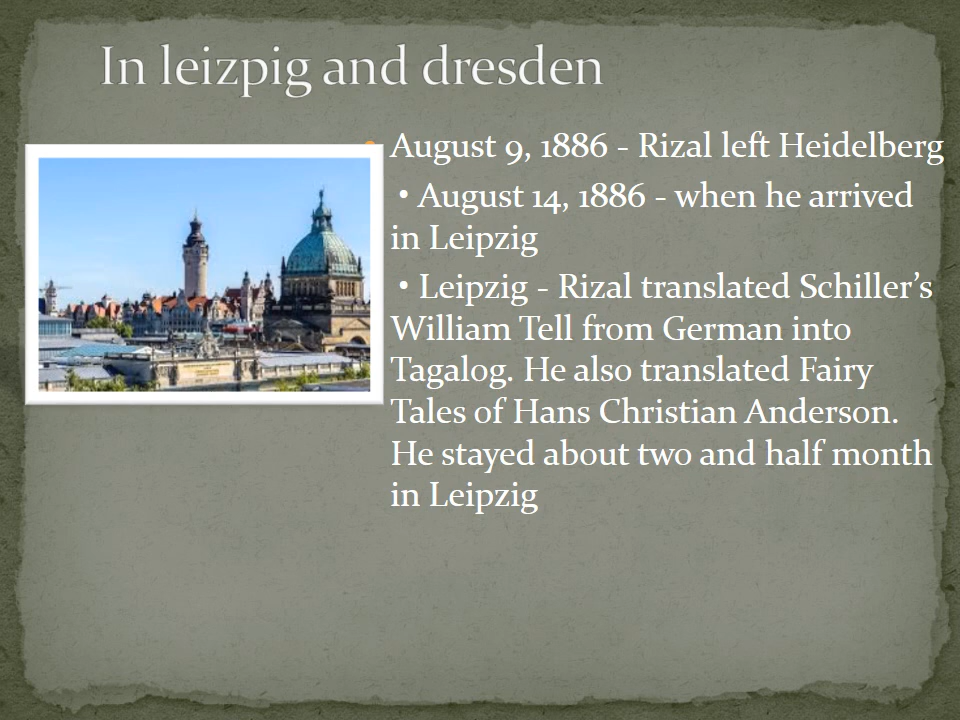 In leizpig and dresden
August 9, 1886 - Rizal left Heidelberg
• August 14, 1886 - when he arrived
in Leipzig
• Leipzig - Rizal translated Schiller’s
William Tell from German into
Tagalog. He also translated Fairy
Tales of Hans Christian Anderson.
He stayed about two and half month
in Leipzig